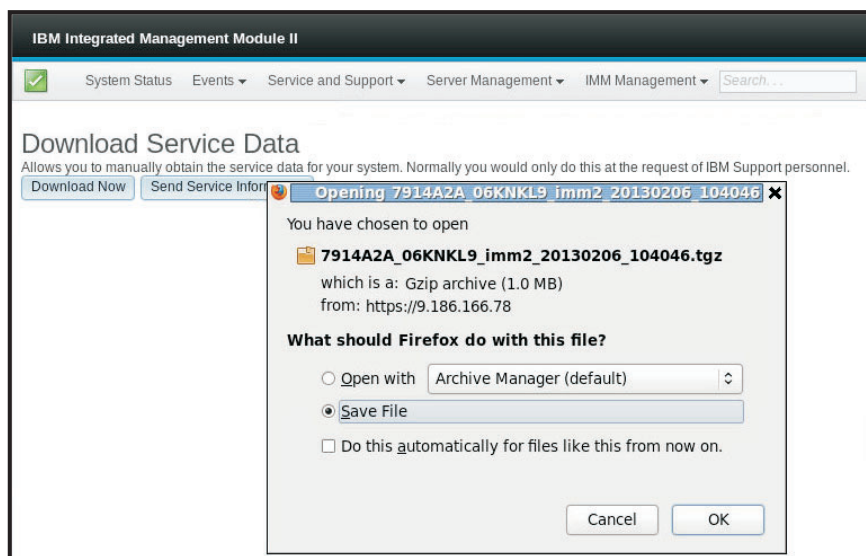 IBM Integrated Management Module II
System Status Events Service and Support Server Management IMM Management Search...
Download Service Data
Allows you to manually obtain the service data for your system. Normally you would only do this at the request of IBM Support personnel.
Download Now Send Service Infor
Opening 7914A2A_06KNKL9_imm2_20130206_104046
You have chosen to open
7914A2A_06KNKL9_imm2_20130206_104046.tgz
which is a: Gzip archive (1.0 MB)
from: https://9.186.166.78
What should Firefox do with this file?
Open with Archive Manager (default)
Save File
Do this automatically for files like this from now on.
Cancel OK